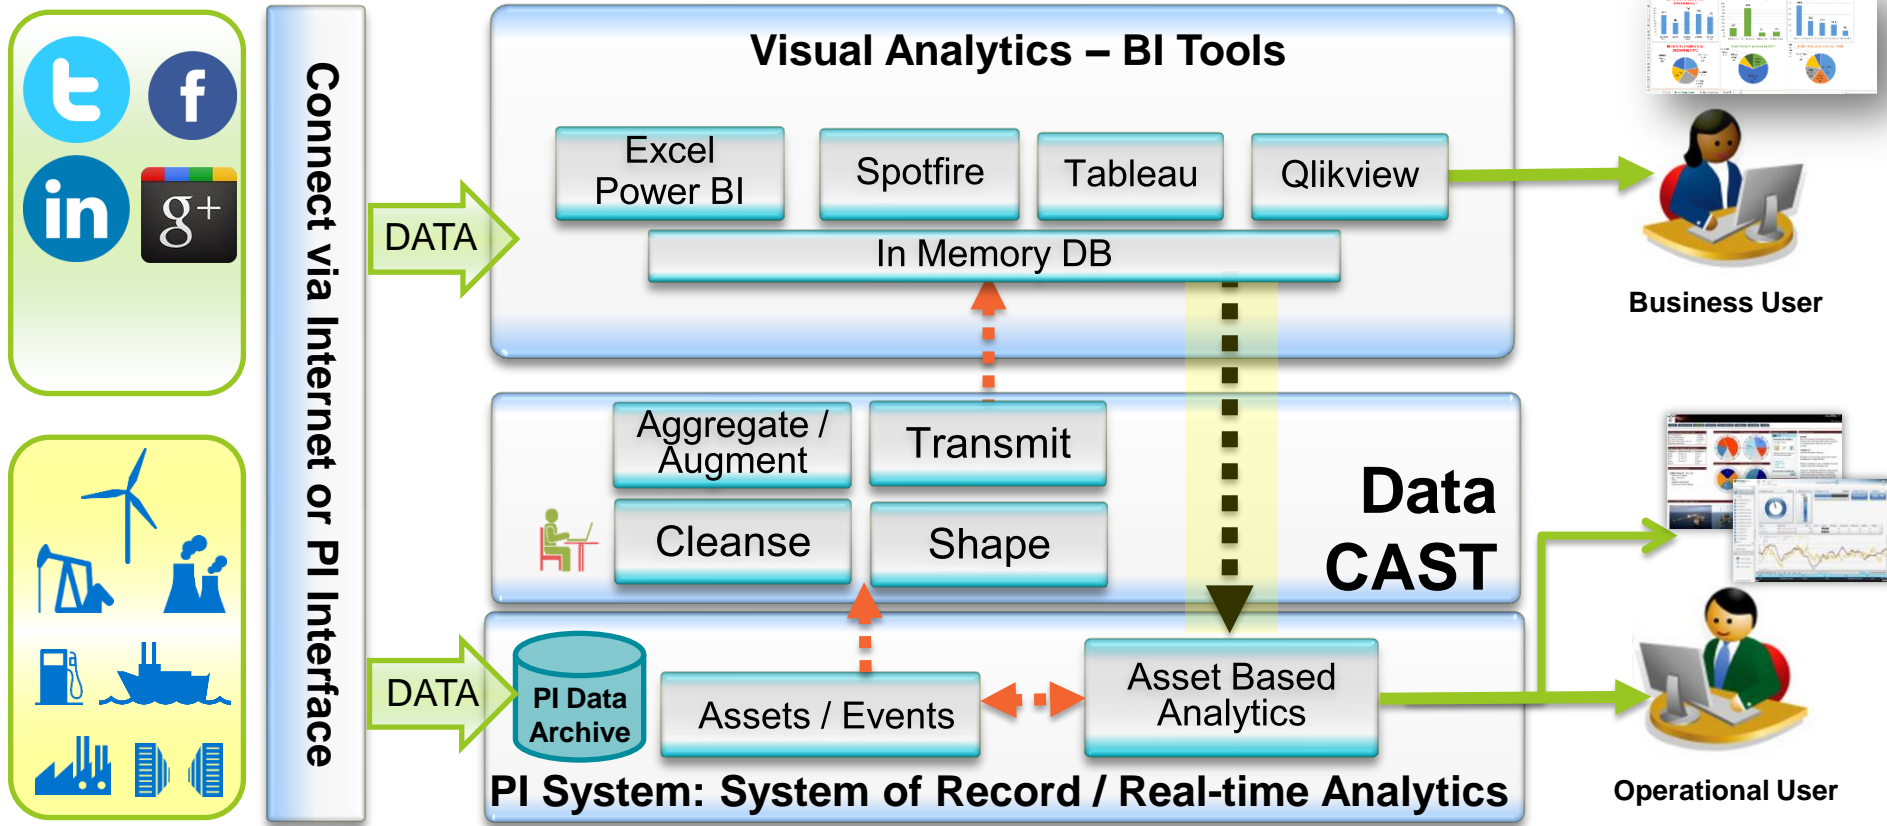 Connect via Internet or PI Interface
Visual Analytics – BI Tools
Excel
Power BI
Spotfire
Tableau
Qlikview
In Memory DB
DATA
Business User
Aggregate /
Augment
Transmit
Cleanse
Shape
Data
CAST
DATA
PI Data
Archive
Assets / Events
Asset Based
Analytics
PI System: System of Record / Real-time Analytics
Operational User
t
f
in
g+